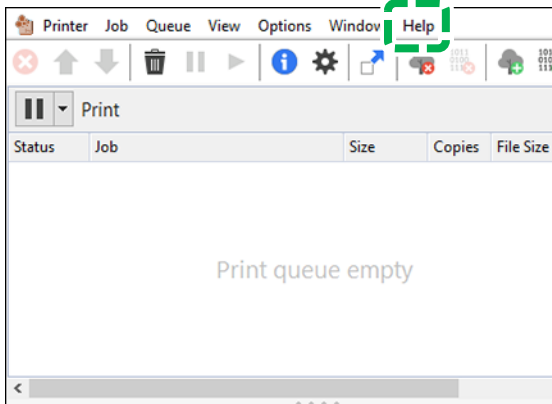 Printer Job Queue View Options Window Help
Print
Status Job Size Copies File Size
Print queue empty